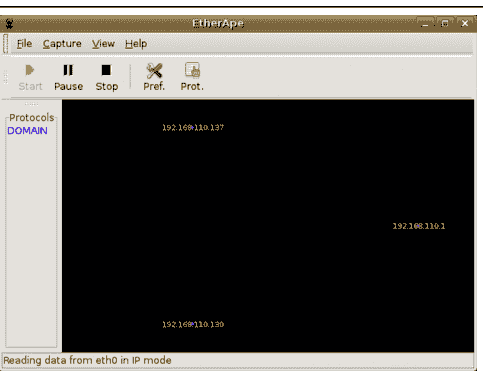 EtherApe
File Capture View Help
Start Pause Stop Pref. Prot.
Protocols
DOMAIN
192.168.110.137
192.168.110.1
192.168.110.130
Reading data from eth0 in IP mode